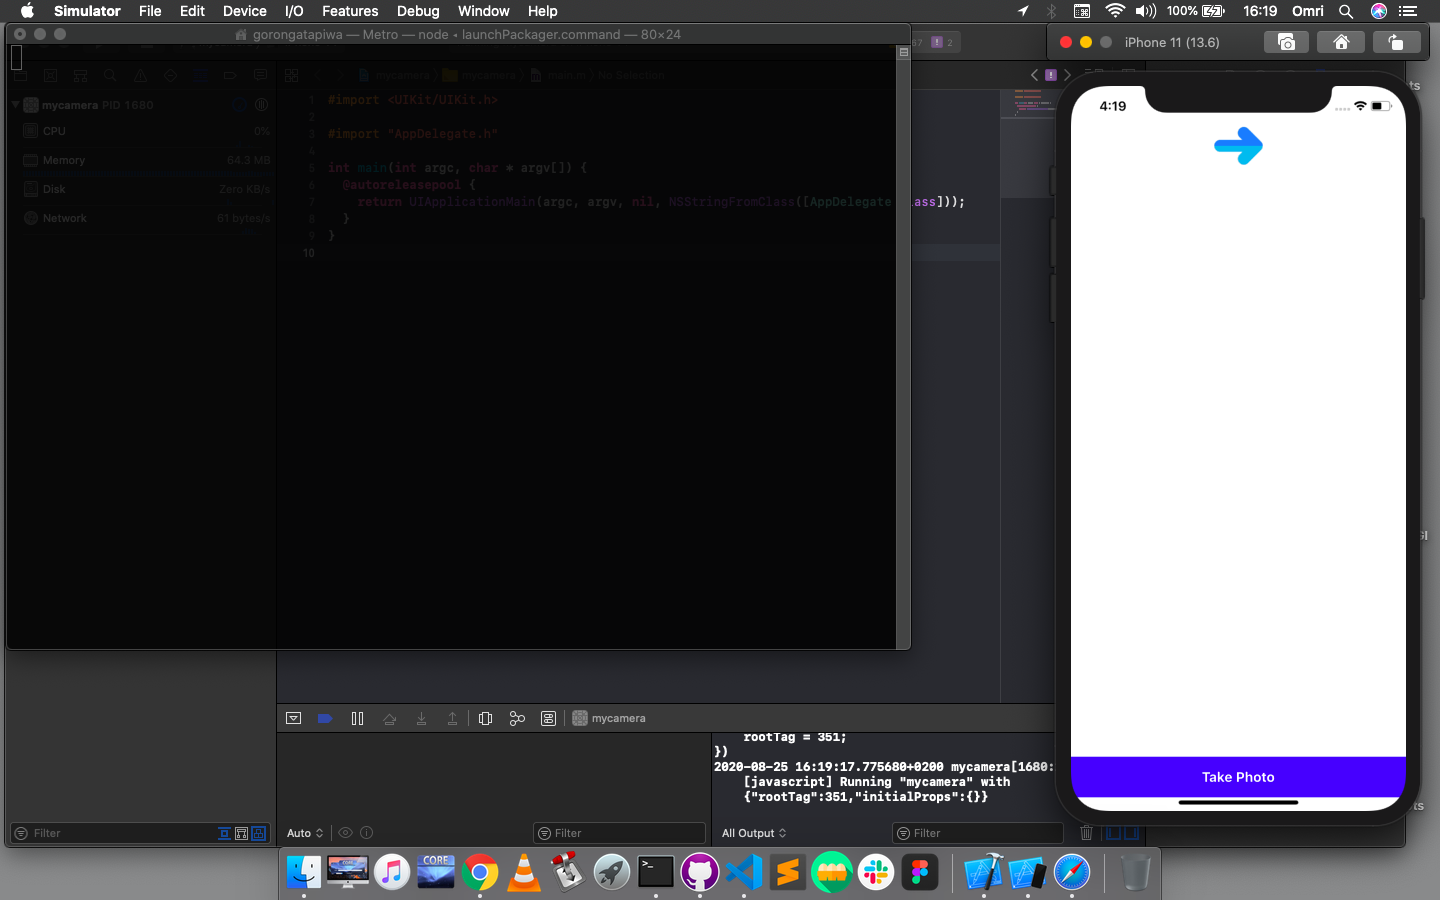 Simulator File Edit Device I/O Features Debug Window Help 100% 16:19 Omri
gorongatapiwa — Metro — node ◂ launchPackager.command — 80×24
2
iPhone 11 (13.6)
mycamera mycamera main.m No Selection
mycamera PID 1680
CPU 0%
Memory 64.3 MB
Disk Zero KB/s
Network 61 bytes/s
1 #import <UIKit/UIKit.h>
2
3 #import "AppDelegate.h"
4
5 int main(int argc, char * argv[]) {
6 @autoreleasepool {
7 return UIApplicationMain(argc, argv, nil, NSStringFromClass([AppDelegate class]));
8 }
9 }
10
4:19
Take Photo
mycamera
rootTag = 351;
})
2020-08-25 16:19:17.775680+0200 mycamera[1680:
[javascript] Running "mycamera" with
{"rootTag":351,"initialProps":{}}
Filter
Auto
Filter
All Output
Filter
ts
GI
ts
CORE
>_